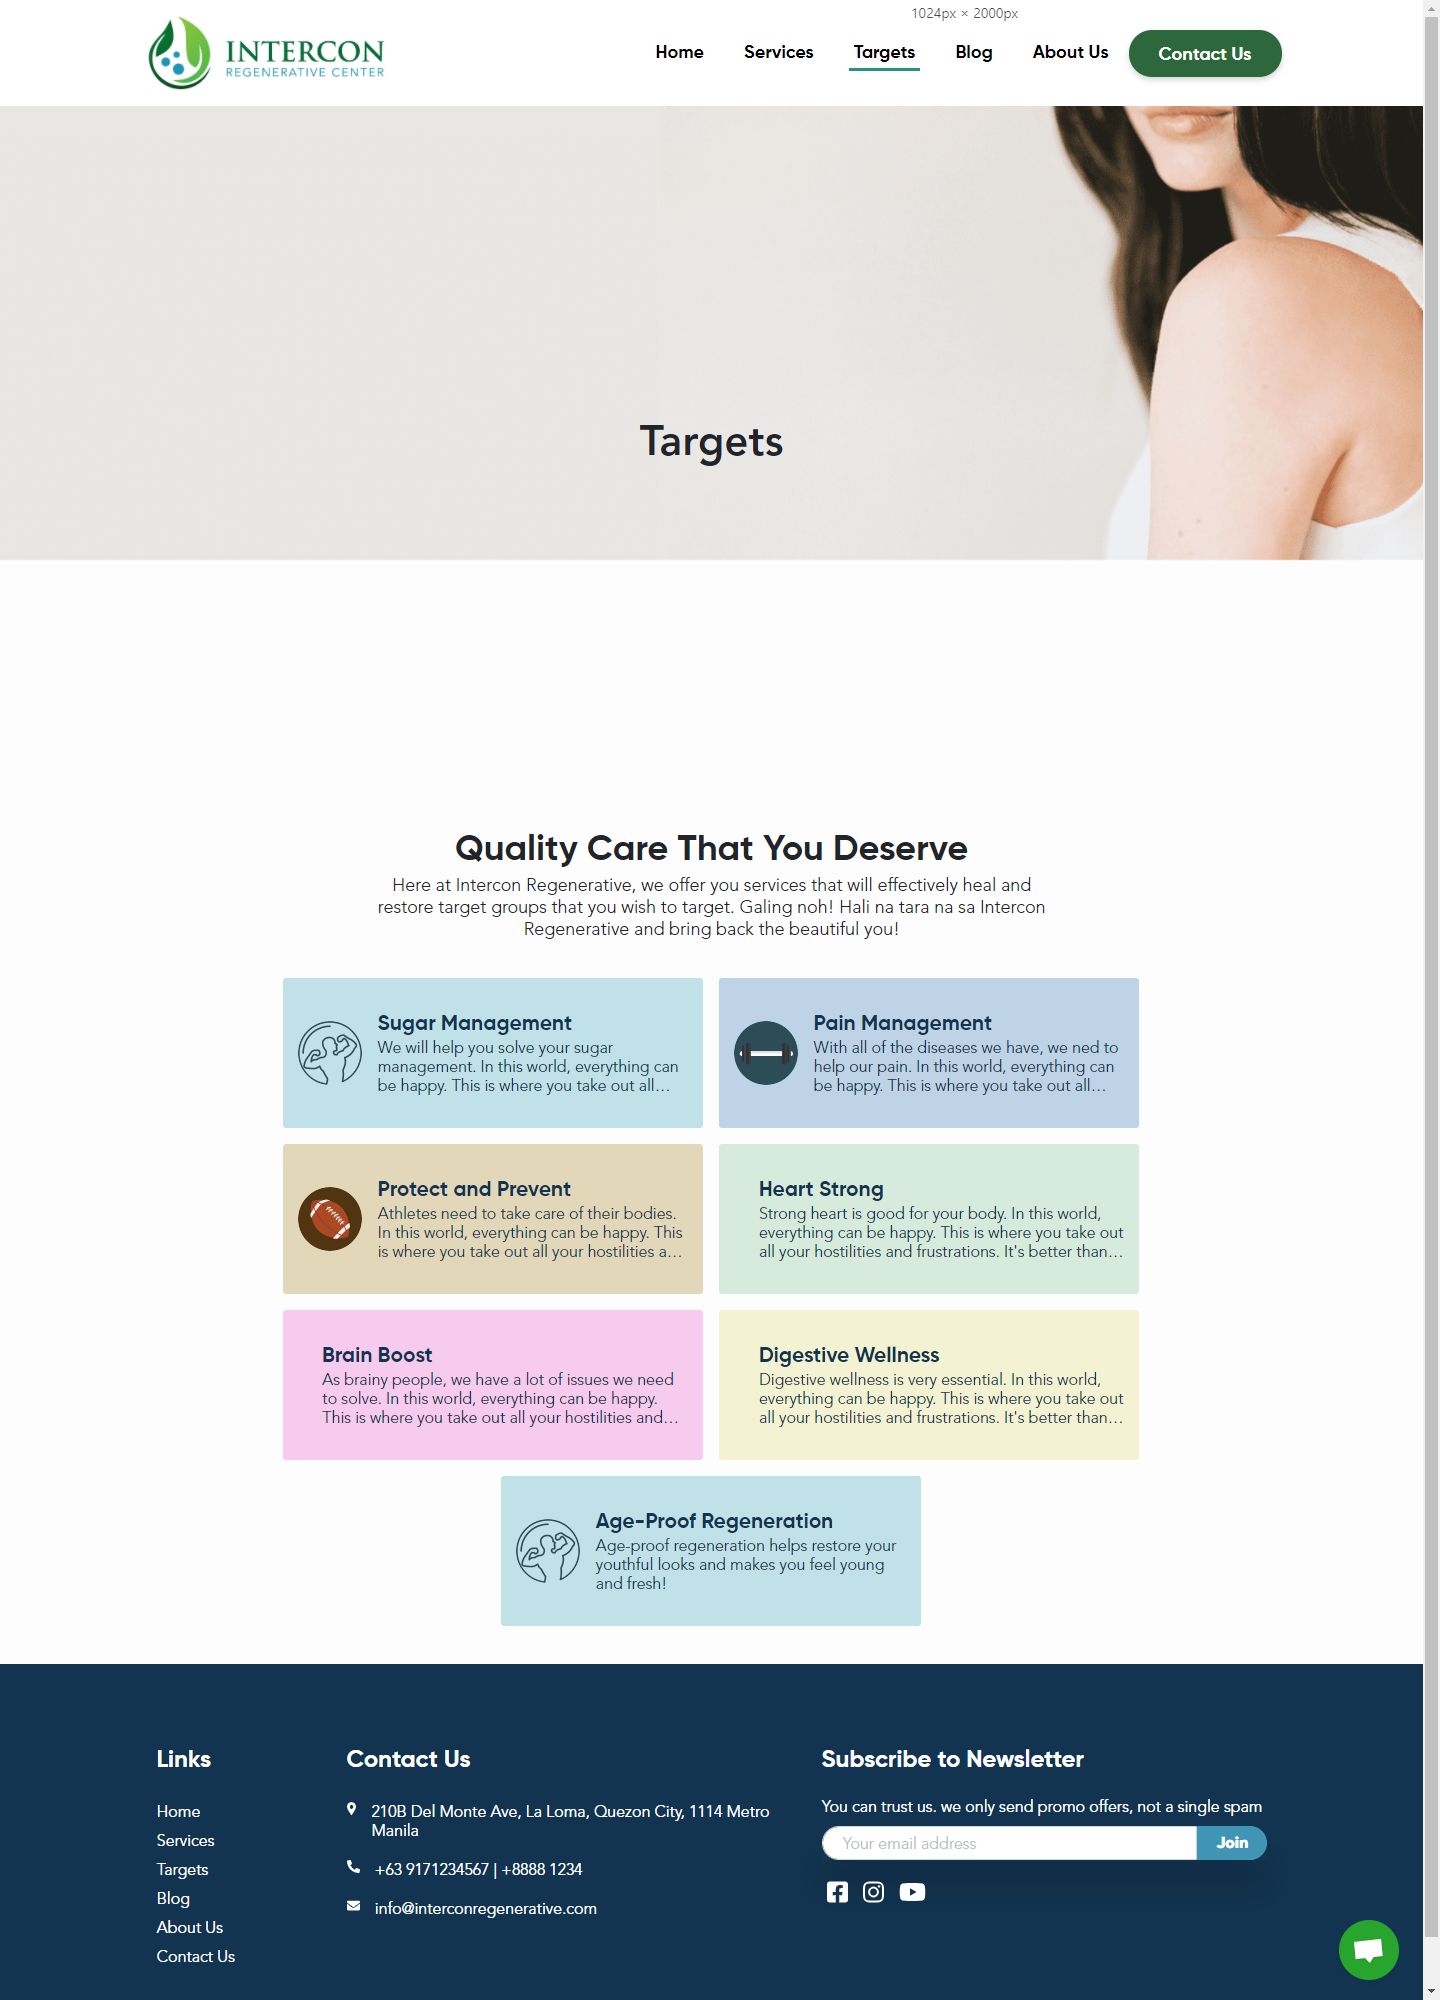 1024px × 2000px
INTERCON
REGENERATIVE CENTER
Home
Services
Targets
Blog
About Us
Contact Us
Targets
Quality Care That You Deserve
Here at Intercon Regenerative, we offer you services that will effectively heal and
restore target groups that you wish to target. Galing noh! Hali na tara na sa Intercon
Regenerative and bring back the beautiful you!
Sugar Management
We will help you solve your sugar
management. In this world, everything can
be happy. This is where you take out all...
Pain Management
With all of the diseases we have, we ned to
help our pain. In this world, everything can
be happy. This is where you take out all...
Protect and Prevent
Athletes need to take care of their bodies.
In this world, everything can be happy. This
is where you take out all your hostilities a...
Heart Strong
Strong heart is good for your body. In this world,
everything can be happy. This is where you take out
all your hostilities and frustrations. It's better than...
Brain Boost
As brainy people, we have a lot of issues we need
to solve. In this world, everything can be happy.
This is where you take out all your hostilities and...
Digestive Wellness
Digestive wellness is very essential. In this world,
everything can be happy. This is where you take out
all your hostilities and frustrations. It's better than...
Age-Proof Regeneration
Age-proof regeneration helps restore your
youthful looks and makes you feel young
and fresh!
Links
Home
Services
Targets
Blog
About Us
Contact Us
Contact Us
210B Del Monte Ave, La Loma, Quezon City, 1114 Metro
Manila
+63 9171234567 | +8888 1234
info@interconregenerative.com
Subscribe to Newsletter
You can trust us. we only send promo offers, not a single spam
Your email address
Join